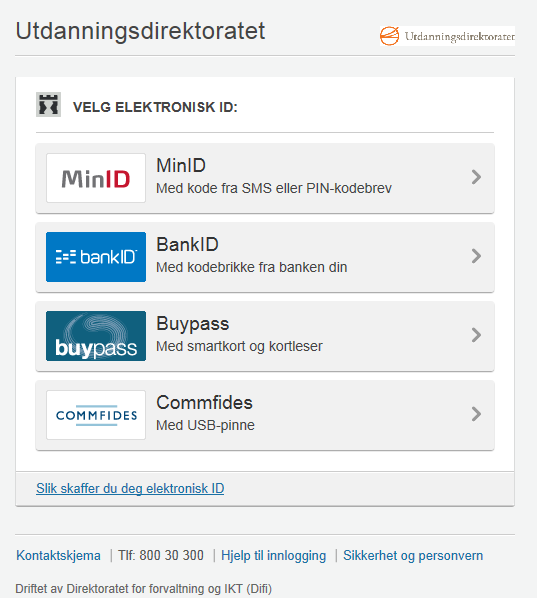 Utdanningsdirektoratet
Utdanningsdirektoratet
VELG ELEKTRONISK ID:
MinID
MinID
Med kode fra SMS eller PIN-kodebrev
bankID
BankID
Med kodebrikke fra banken din
buypass
Buypass
Med smartkort og kortleser
COMMFIDES
Commfides
Med USB-pinne
Slik skaffer du deg elektronisk ID
Kontaktskjema | Tlf: 800 30 300 | Hjelp til innlogging | Sikkerhet og personvern
Driftet av Direktoratet for forvaltning og IKT (Difi)